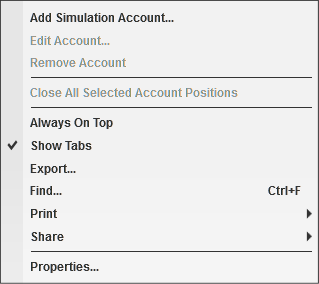 Add Simulation Account...
Edit Account...
Remove Account
Close All Selected Account Positions
Always On Top
Show Tabs
Export...
Find... Ctrl+F
Print
Share
Properties...